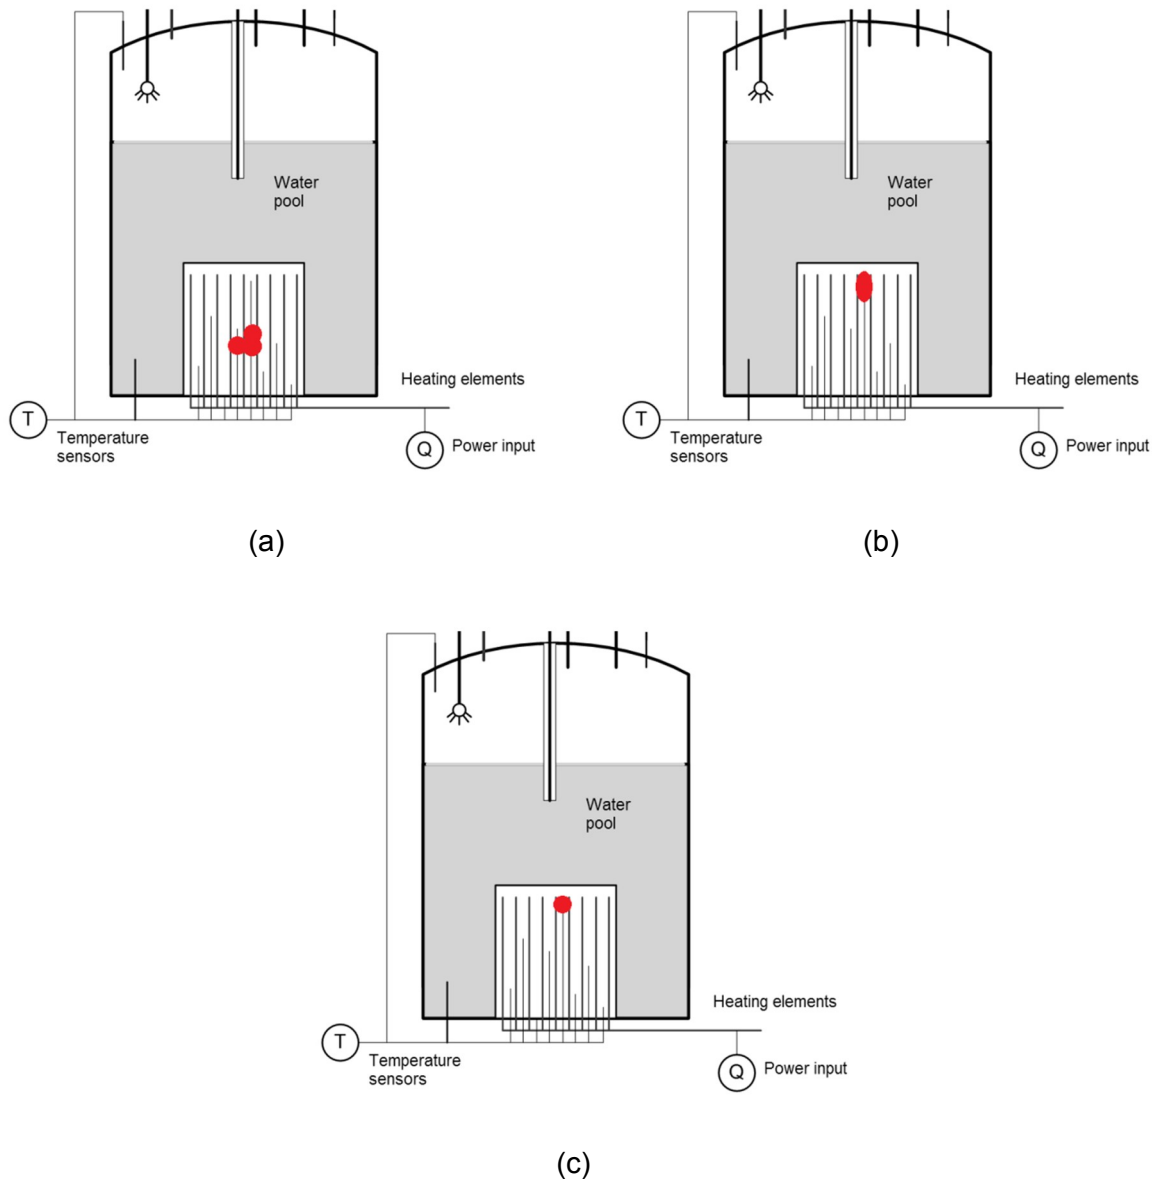 Water
pool
Heating elements
T
Temperature
sensors
Q
Power input
(a)
Water
pool
Heating elements
T
Temperature
sensors
Q
Power input
(b)
Water
pool
Heating elements
T
Temperature
sensors
Q
Power input
(c)